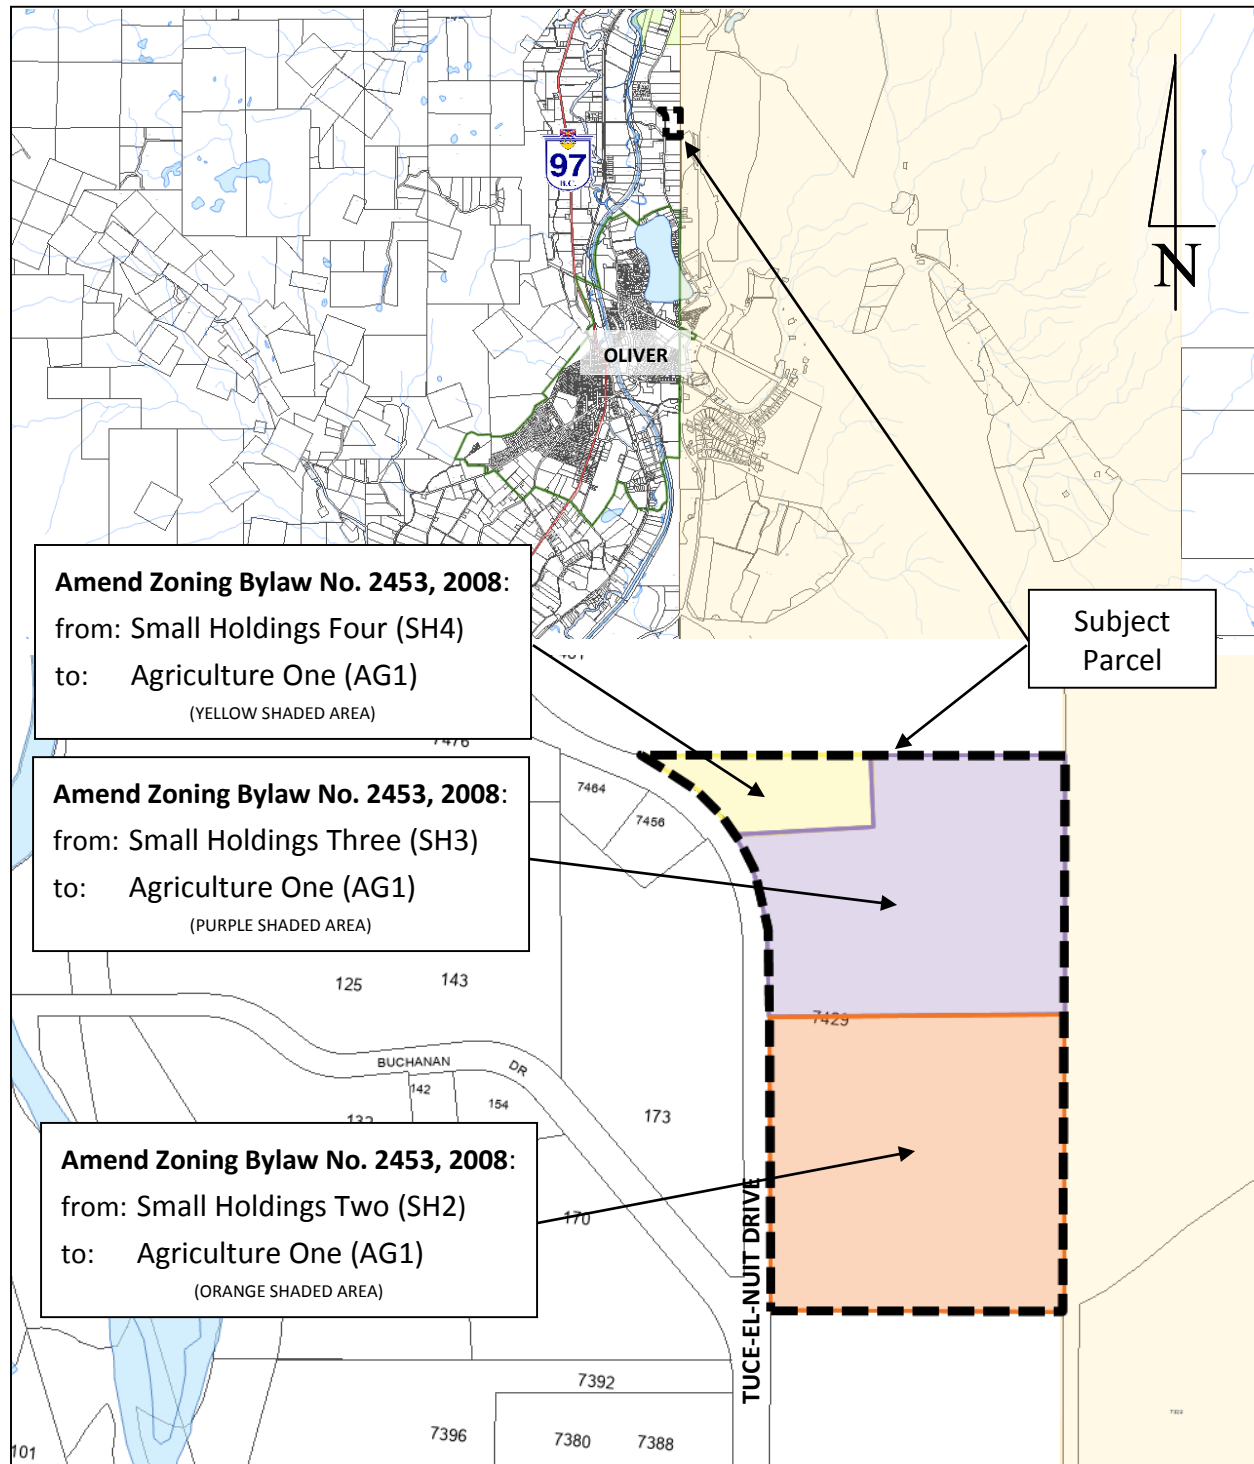 97
B.C.
N
OLIVER
Amend Zoning Bylaw No. 2453, 2008:
from: Small Holdings Four (SH4)
to: Agriculture One (AG1)
(YELLOW SHADED AREA)
Subject
Parcel
7476
7464
7456
Amend Zoning Bylaw No. 2453, 2008:
from: Small Holdings Three (SH3)
to: Agriculture One (AG1)
(PURPLE SHADED AREA)
125
143
7429
BUCHANAN
DR
142
154
132
173
Amend Zoning Bylaw No. 2453, 2008:
from: Small Holdings Two (SH2)
to: Agriculture One (AG1)
(ORANGE SHADED AREA)
170
TUCE-EL-NUIT DRIVE
7392
7396
7380
7388
101